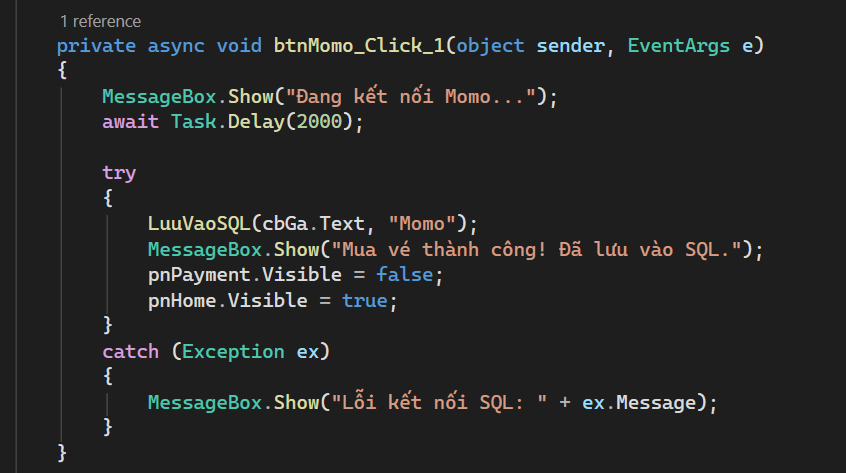 1 reference
private async void btnMomo_Click_1(object sender, EventArgs e)
{
MessageBox.Show("Đang kết nối Momo...");
await Task.Delay(2000);
try
{
LuuVaoSQL(cbGa.Text, "Momo");
MessageBox.Show("Mua vé thành công! Đã lưu vào SQL.");
pnPayment.Visible = false;
pnHome.Visible = true;
}
catch (Exception ex)
{
MessageBox.Show("Lỗi kết nối SQL: " + ex.Message);
}
}